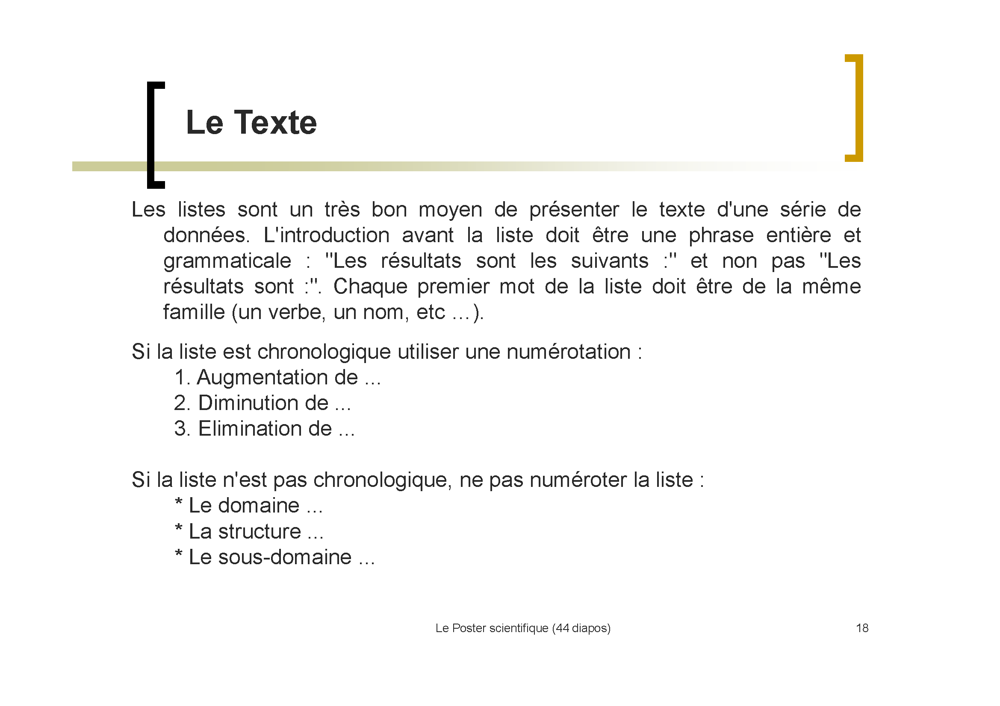 Le Texte
Les listes sont un très bon moyen de présenter le texte d'une série de
données. L'introduction avant la liste doit être une phrase entière et
grammaticale : "Les résultats sont les suivants :" et non pas "Les
résultats sont :". Chaque premier mot de la liste doit être de la même
famille (un verbe, un nom, etc …).
Si la liste est chronologique utiliser une numérotation :
1. Augmentation de ...
2. Diminution de ...
3. Elimination de ...
Si la liste n'est pas chronologique, ne pas numéroter la liste :
* Le domaine ...
* La structure ...
* Le sous-domaine ...
Le Poster scientifique (44 diapos)
18